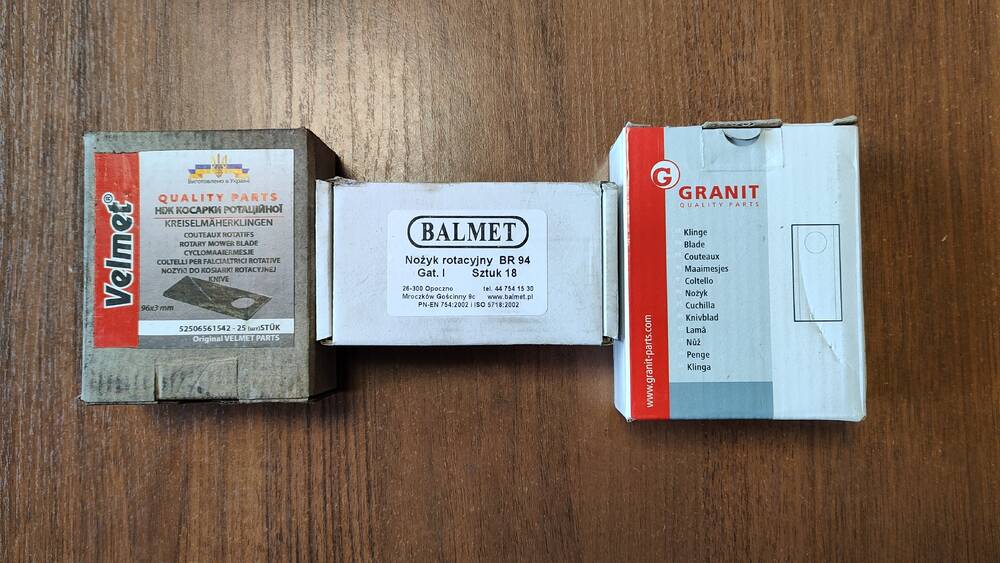 Velmet®
Виготовлено в Україні
QUALITY PARTS
НІЖ КОСАРКИ РОТАЦІЙНОЇ
KREISELMÄHERKLINGEN
COUTEAUX ROTATIFS
ROTARY MOWER BLADE
CYCLOMAAIERMESJE
COLTELLI PER FALCIALTRICI ROTATIVE
NOŻYKI DO KOSIARKI ROTACYJNEJ
KNIVE
96x3 mm
52506561542 - 25 (шт)STÜK
Original VELMET PARTS
BALMET
Nożyk rotacyjny BR 94
Gat. I Sztuk 18
26-300 Opoczno tel. 44 754 15 30
Mroczków Gościnny 9c www.balmet.pl
PN-EN 754:2002 i ISO 5718:2002
G GRANIT
QUALITY PARTS
Klinge
Blade
Couteaux
Maaimesjes
Coltello
Nożyk
Cuchilla
Knivblad
Lamă
Nůž
Penge
Klinga
www.granit-parts.com